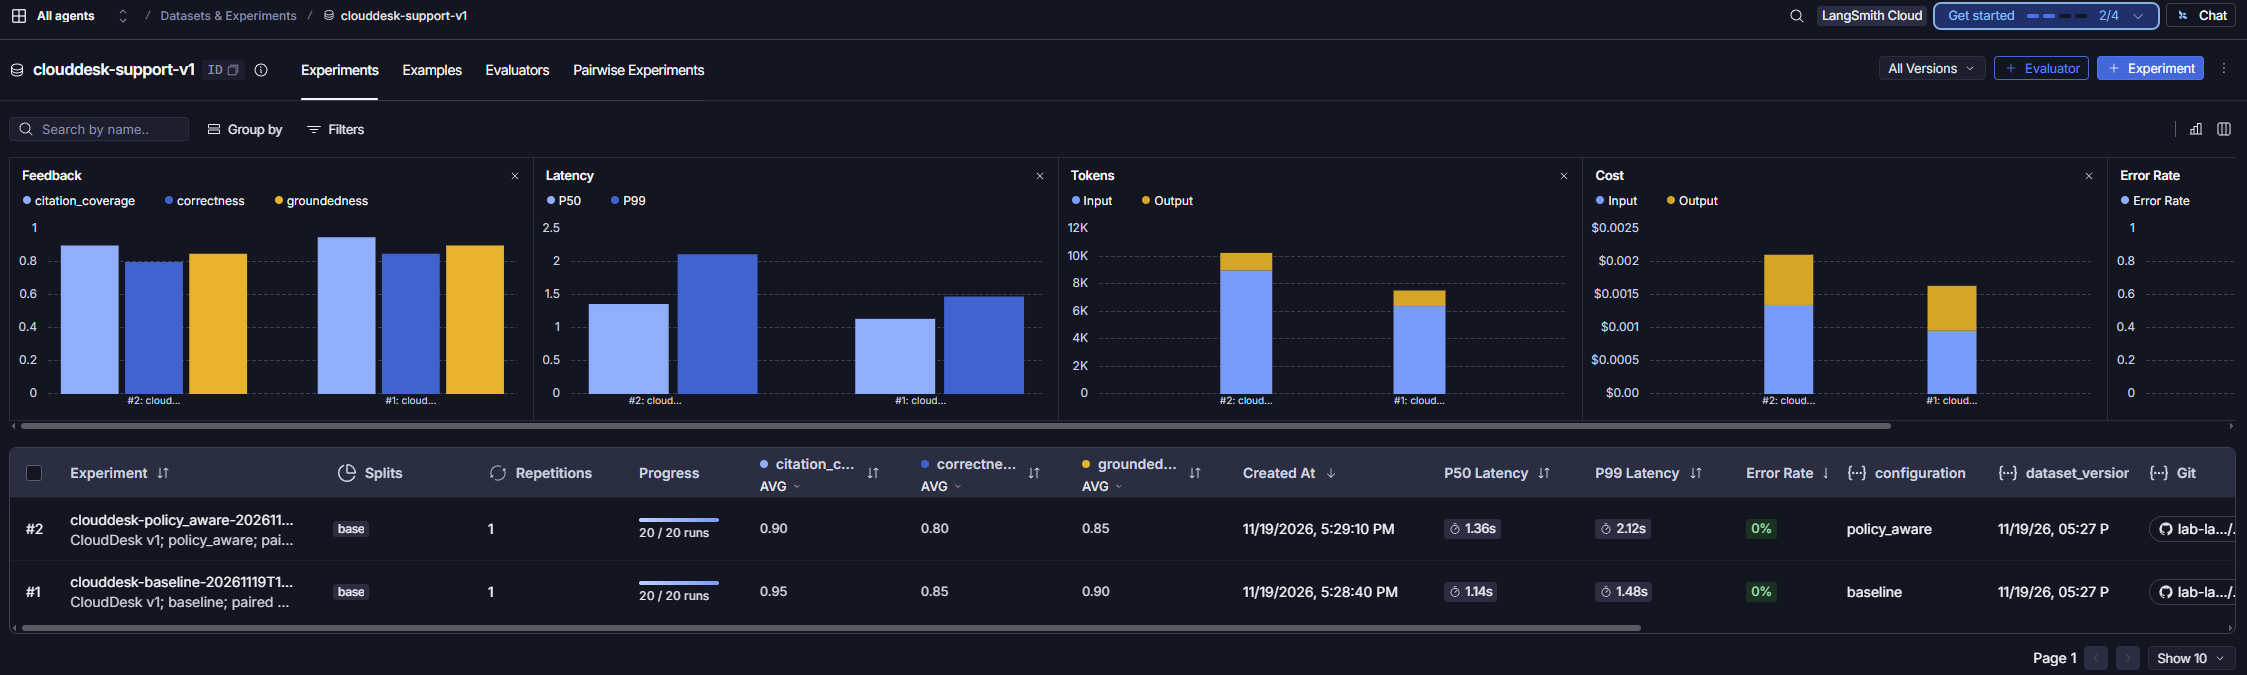 All agents / Datasets & Experiments / clouddesk-support-v1
LangSmith Cloud Get started 2/4 Chat
clouddesk-support-v1 ID Experiments Examples Evaluators Pairwise Experiments All Versions + Evaluator + Experiment
Search by name.. Group by Filters
Feedback
citation_coverage correctness groundedness
1
0.8
0.6
0.4
0.2
0
#2: cloud... #1: cloud...
Latency
P50 P99
2.5
2
1.5
1
0.5
0
#2: cloud... #1: cloud...
Tokens
Input Output
12K
10K
8K
6K
4K
2K
0
#2: cloud... #1: cloud...
Cost
Input Output
$0.0025
$0.002
$0.0015
$0.001
$0.0005
$0.00
#2: cloud... #1: cloud...
Error Rate
Error Rate
1
0.8
0.6
0.4
0.2
0
Experiment Splits Repetitions Progress citation_c... AVG correctne... AVG grounded... AVG Created At P50 Latency P99 Latency Error Rate configuration dataset_version Git
#2 clouddesk-policy_aware-202611... base 1 20 / 20 runs 0.90 0.80 0.85 11/19/2026, 5:29:10 PM 1.36s 2.12s 0% policy_aware 11/19/26, 05:27 P lab-la.../.
CloudDesk v1; policy_aware; pai...
#1 clouddesk-baseline-20261119T1... base 1 20 / 20 runs 0.95 0.85 0.90 11/19/2026, 5:28:40 PM 1.14s 1.48s 0% baseline 11/19/26, 05:27 P lab-la.../.
CloudDesk v1; baseline; paired ...
Page 1 Show 10